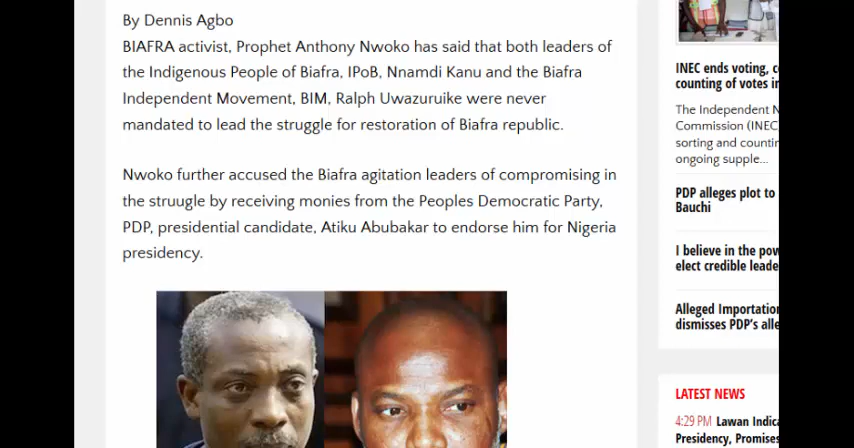 By Dennis Agbo
BIAFRA activist, Prophet Anthony Nwoko has said that both leaders of
the Indigenous People of Biafra, IPoB, Nnamdi Kanu and the Biafra
Independent Movement, BIM, Ralph Uwazuruike were never
mandated to lead the struggle for restoration of Biafra republic.
Nwoko further accused the Biafra agitation leaders of compromising in
the struugle by receiving monies from the Peoples Democratic Party,
PDP, presidential candidate, Atiku Abubakar to endorse him for Nigeria
presidency.
INEC ends voting, c
counting of votes in
The Independent N
Commission (INEC
sorting and countin
ongoing supple...
PDP alleges plot to
Bauchi
I believe in the pow
elect credible leade
Alleged Importation
dismisses PDP's alle
LATEST NEWS
4:29 PM Lawan Indica
Presidency, Promises